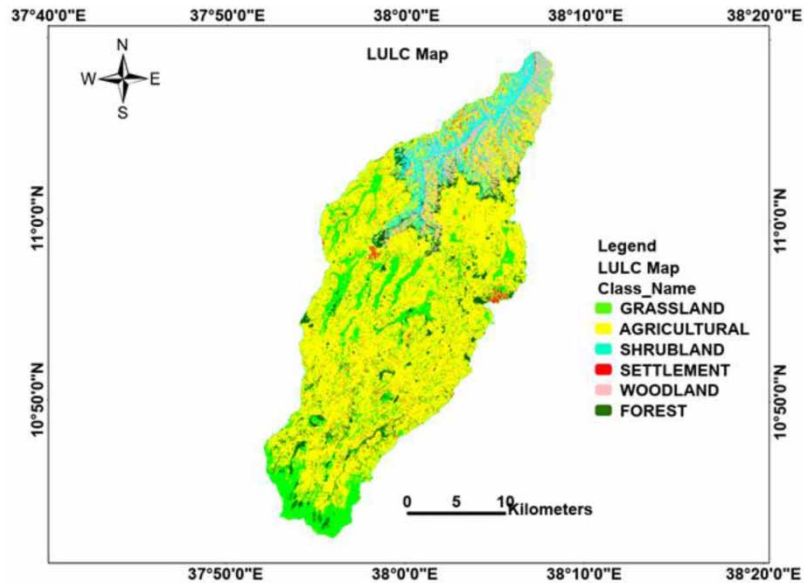 37°40'0"E 37°50'0"E 38°0'0"E 38°10'0"E 38°20'0"E
LULC Map
N
W E
S
11°0'0"N 11°0'0"N
10°50'0"N 10°50'0"N
Legend
LULC Map
Class_Name
GRASSLAND
AGRICULTURAL
SHRUBLAND
SETTLEMENT
WOODLAND
FOREST
0 5 10
Kilometers
37°50'0"E 38°0'0"E 38°10'0"E 38°20'0"E